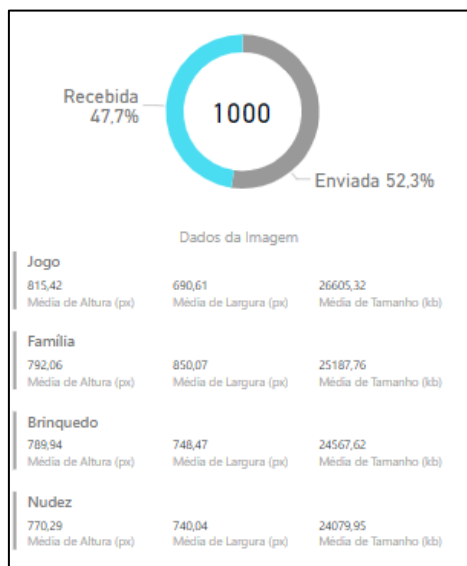 Recebida
47,7%
1000
Enviada 52,3%
Dados da Imagem
Jogo
815,42 690,61 26605,32
Média de Altura (px) Média de Largura (px) Média de Tamanho (kb)
Família
792,06 850,07 25187,76
Média de Altura (px) Média de Largura (px) Média de Tamanho (kb)
Brinquedo
789,94 748,47 24567,62
Média de Altura (px) Média de Largura (px) Média de Tamanho (kb)
Nudez
770,29 740,04 24079,95
Média de Altura (px) Média de Largura (px) Média de Tamanho (kb)